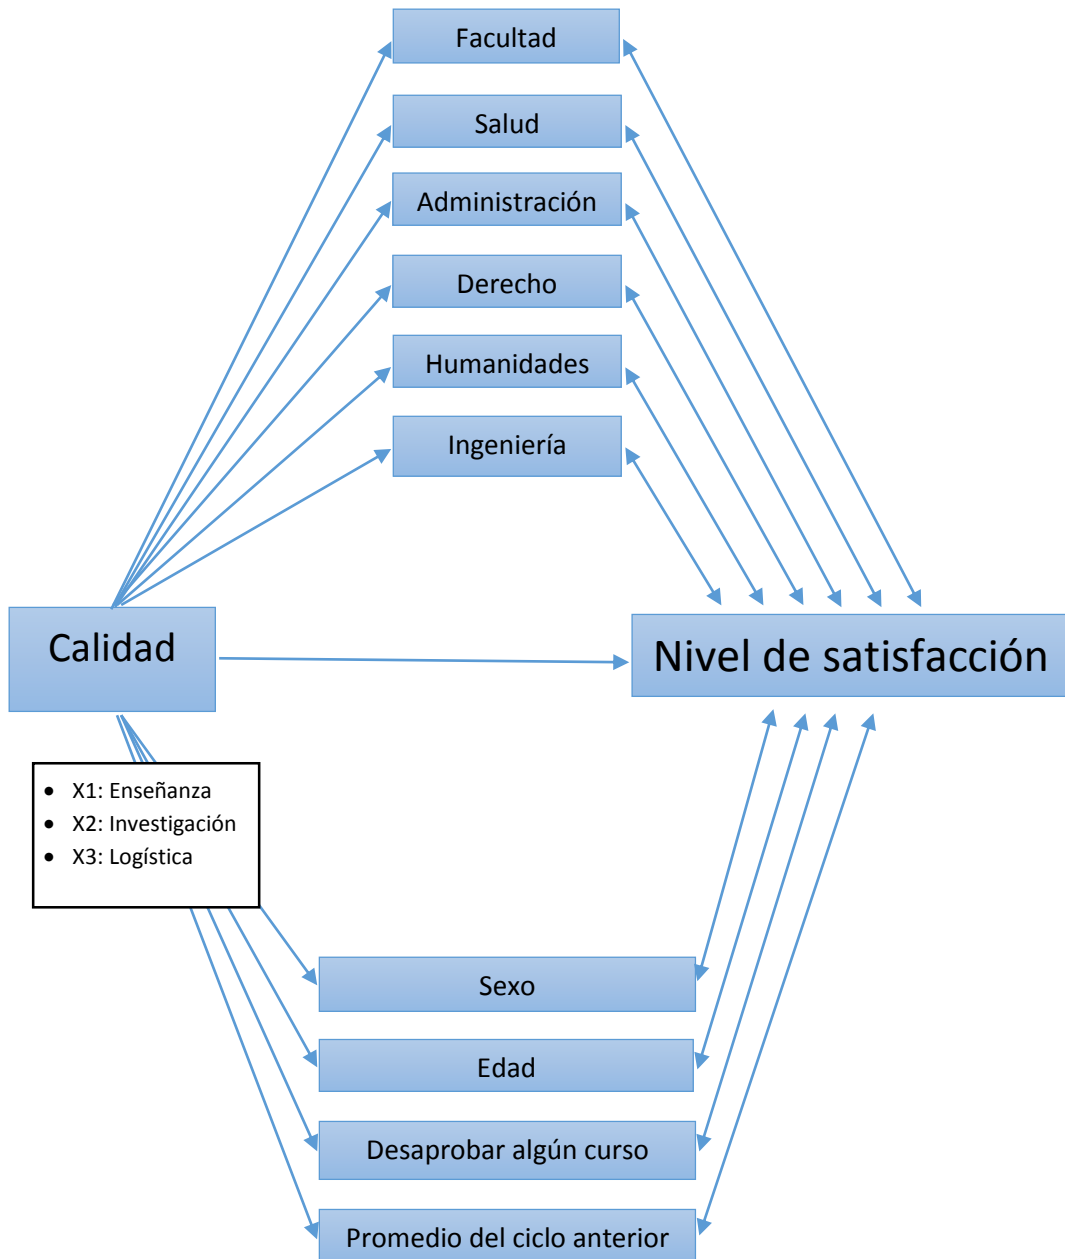 Facultad
Salud
Administración
Derecho
Humanidades
Ingeniería
Calidad
Nivel de satisfacción
• X1: Enseñanza
• X2: Investigación
• X3: Logística
Sexo
Edad
Desaprobar algún curso
Promedio del ciclo anterior